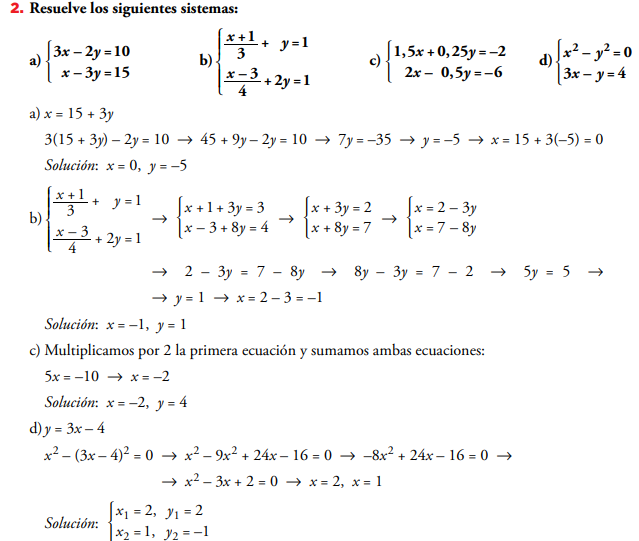 2. Resuelve los siguientes sistemas:
a) { 3x – 2y = 10
x – 3y = 15
b) { (x + 1)/3 + y = 1
(x – 3)/4 + 2y = 1
c) { 1,5x + 0,25y = –2
2x – 0,5y = –6
d) { x² – y² = 0
3x – y = 4
a) x = 15 + 3y
3(15 + 3y) – 2y = 10 → 45 + 9y – 2y = 10 → 7y = –35 → y = –5 → x = 15 + 3(–5) = 0
Solución: x = 0, y = –5
b) { (x + 1)/3 + y = 1 → { x + 1 + 3y = 3 → { x + 3y = 2 → { x = 2 – 3y
(x – 3)/4 + 2y = 1 x – 3 + 8y = 4 x + 8y = 7 x = 7 – 8y
→ 2 – 3y = 7 – 8y → 8y – 3y = 7 – 2 → 5y = 5 →
→ y = 1 → x = 2 – 3 = –1
Solución: x = –1, y = 1
c) Multiplicamos por 2 la primera ecuación y sumamos ambas ecuaciones:
5x = –10 → x = –2
Solución: x = –2, y = 4
d) y = 3x – 4
x² – (3x – 4)² = 0 → x² – 9x² + 24x – 16 = 0 → –8x² + 24x – 16 = 0 →
→ x² – 3x + 2 = 0 → x = 2, x = 1
Solución: { x₁ = 2, y₁ = 2
x₂ = 1, y₂ = –1